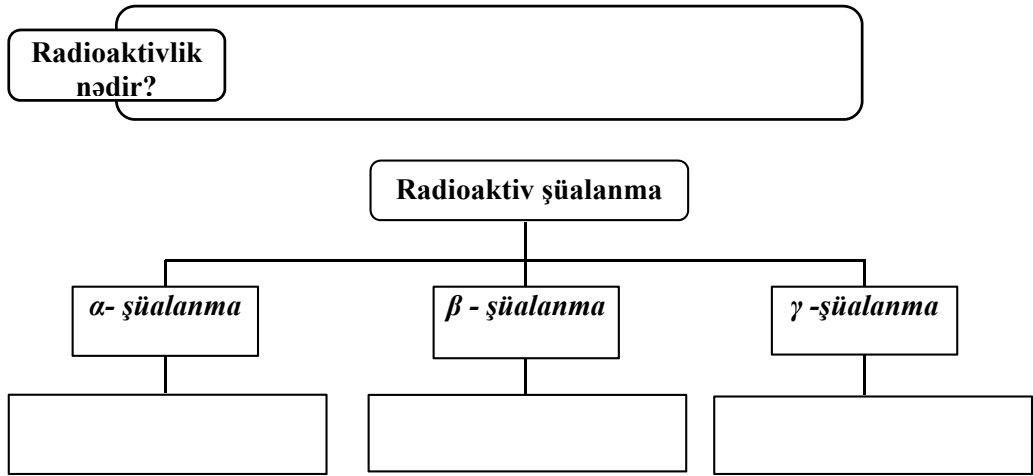 Radioaktivlik
nədir?
Radioaktiv şüalanma
α- şüalanma
β - şüalanma
γ -şüalanma